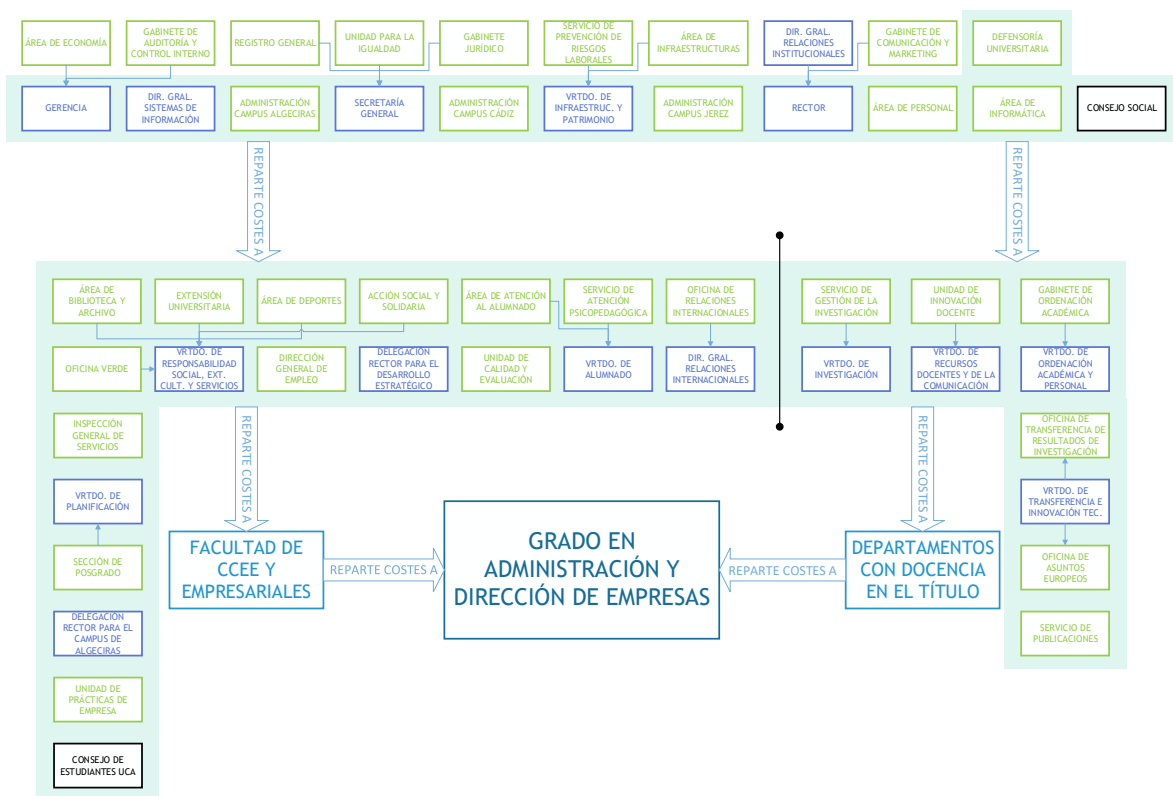 ÁREA DE ECONOMÍA
GABINETE DE
AUDITORÍA Y
CONTROL INTERNO
REGISTRO GENERAL
UNIDAD PARA LA
IGUALDAD
GABINETE
JURÍDICO
SERVICIO DE
PREVENCIÓN DE
RIESGOS
LABORALES
ÁREA DE
INFRAESTRUCTURAS
DIR. GRAL.
RELACIONES
INSTITUCIONALES
GABINETE DE
COMUNICACIÓN Y
MARKETING
DEFENSORÍA
UNIVERSITARIA
GERENCIA
DIR. GRAL.
SISTEMAS DE
INFORMACIÓN
ADMINISTRACIÓN
CAMPUS ALGECIRAS
SECRETARÍA
GENERAL
ADMINISTRACIÓN
CAMPUS CÁDIZ
VRTDO. DE
INFRAESTRUC. Y
PATRIMONIO
ADMINISTRACIÓN
CAMPUS JEREZ
RECTOR
ÁREA DE PERSONAL
ÁREA DE
INFORMÁTICA
CONSEJO SOCIAL
REPARTE COSTES A
REPARTE COSTES A
ÁREA DE
BIBLIOTECA Y
ARCHIVO
EXTENSIÓN
UNIVERSITARIA
ÁREA DE DEPORTES
ACCIÓN SOCIAL Y
SOLIDARIA
ÁREA DE ATENCIÓN
AL ALUMNADO
SERVICIO DE
ATENCIÓN
PSICOPEDAGÓGICA
OFICINA DE
RELACIONES
INTERNACIONALES
SERVICIO DE
GESTIÓN DE LA
INVESTIGACIÓN
UNIDAD DE
INNOVACIÓN
DOCENTE
GABINETE DE
ORDENACIÓN
ACADÉMICA
OFICINA VERDE
VRTDO. DE
RESPONSABILIDAD
SOCIAL, EXT.
CULT. Y SERVICIOS
DIRECCIÓN
GENERAL DE
EMPLEO
DELEGACIÓN
RECTOR PARA EL
DESARROLLO
ESTRATÉGICO
UNIDAD DE
CALIDAD Y
EVALUACIÓN
VRTDO. DE
ALUMNADO
DIR. GRAL.
RELACIONES
INTERNACIONALES
VRTDO. DE
INVESTIGACIÓN
VRTDO. DE
RECURSOS
DOCENTES Y DE LA
COMUNICACIÓN
VRTDO. DE
ORDENACIÓN
ACADÉMICA Y
PERSONAL
INSPECCIÓN
GENERAL DE
SERVICIOS
REPARTE COSTES A
REPARTE COSTES A
OFICINA DE
TRANSFERENCIA DE
RESULTADOS DE
INVESTIGACIÓN
VRTDO. DE
PLANIFICACIÓN
VRTDO. DE
TRANSFERENCIA E
INNOVACIÓN TEC.
SECCIÓN DE
POSGRADO
FACULTAD DE
CCEE Y
EMPRESARIALES
REPARTE COSTES A
GRADO EN
ADMINISTRACIÓN Y
DIRECCIÓN DE EMPRESAS
REPARTE COSTES A
DEPARTAMENTOS
CON DOCENCIA
EN EL TÍTULO
OFICINA DE
ASUNTOS
EUROPEOS
DELEGACIÓN
RECTOR PARA EL
CAMPUS DE
ALGECIRAS
SERVICIO DE
PUBLICACIONES
UNIDAD DE
PRÁCTICAS DE
EMPRESA
CONSEJO DE
ESTUDIANTES UCA